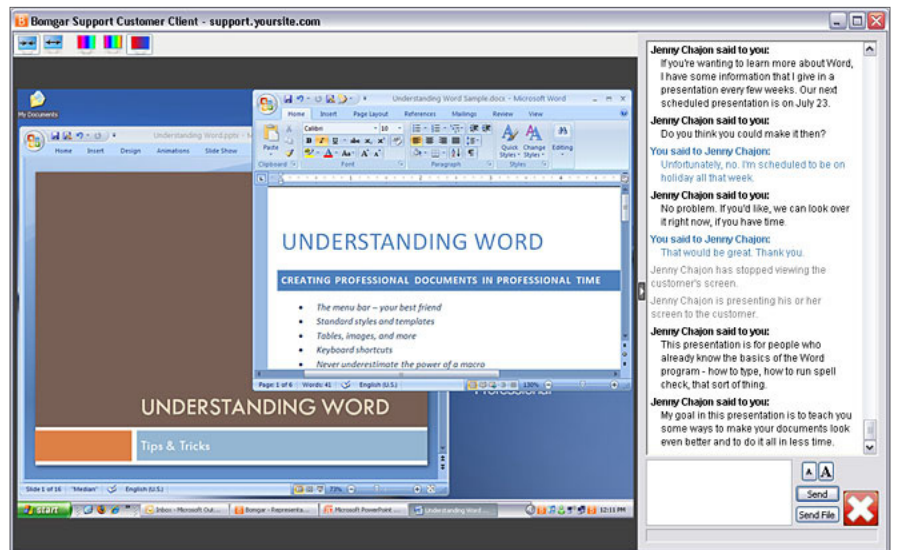 Bomgar Support Customer Client - support.yoursite.com
My Documents
Understanding Word.pptx - M
Home Insert Design Animations Slide Show
Understanding Word Sample.docx - Microsoft Word
Home Insert Page Layout References Mailings Review View
Calibri 10
Paste
Quick Styles Change Styles Editing
Clipboard Font Paragraph Styles
UNDERSTANDING WORD
CREATING PROFESSIONAL DOCUMENTS IN PROFESSIONAL TIME
• The menu bar – your best friend
• Standard styles and templates
• Tables, images, and more
• Keyboard shortcuts
• Never underestimate the power of a macro
Page: 1 of 6 Words: 41 English (U.S.) 130%
Professional
UNDERSTANDING WORD
Tips & Tricks
Slide 1 of 16 "Median" English (U.S.) 73%
start Inbox - Microsoft Out... Bomgar - Representa... Microsoft PowerPoint ... Understanding Word ... 12:11 PM
Jenny Chajon said to you:
If you're wanting to learn more about Word,
I have some information that I give in a
presentation every few weeks. Our next
scheduled presentation is on July 23.
Jenny Chajon said to you:
Do you think you could make it then?
You said to Jenny Chajon:
Unfortunately, no. I'm scheduled to be on
holiday all that week.
Jenny Chajon said to you:
No problem. If you'd like, we can look over
it right now, if you have time.
You said to Jenny Chajon:
That would be great. Thank you.
Jenny Chajon has stopped viewing the
customer's screen.
Jenny Chajon is presenting his or her
screen to the customer.
Jenny Chajon said to you:
This presentation is for people who
already know the basics of the Word
program - how to type, how to run spell
check, that sort of thing.
Jenny Chajon said to you:
My goal in this presentation is to teach you
some ways to make your documents look
even better and to do it all in less time.
A A
Send
Send File